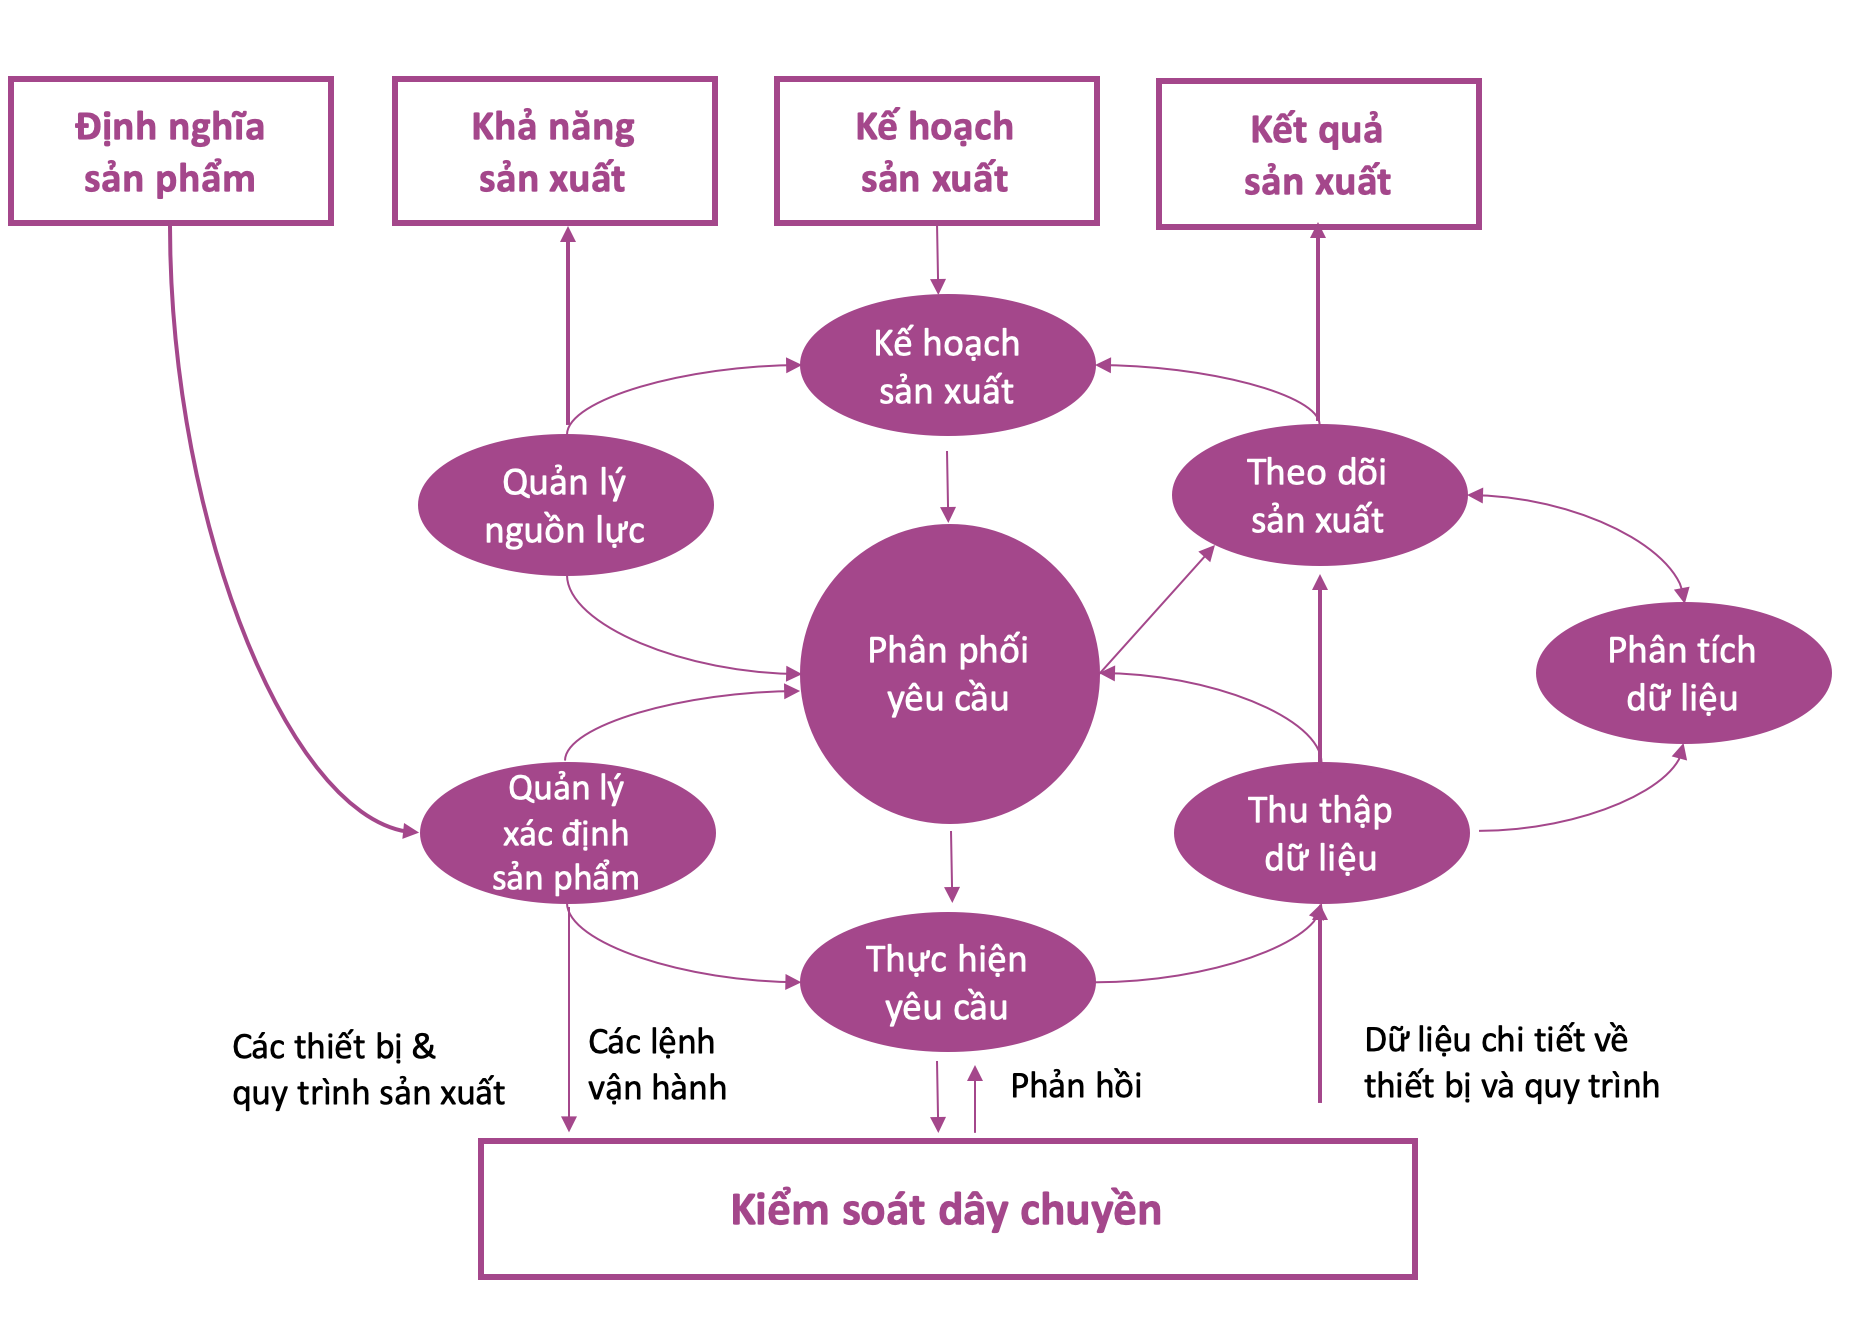 Định nghĩa
sản phẩm
Khả năng
sản xuất
Kế hoạch
sản xuất
Kết quả
sản xuất
Kế hoạch
sản xuất
Quản lý
nguồn lực
Theo dõi
sản xuất
Phân phối
yêu cầu
Phân tích
dữ liệu
Quản lý
xác định
sản phẩm
Thu thập
dữ liệu
Thực hiện
yêu cầu
Các thiết bị &
quy trình sản xuất
Các lệnh
vận hành
Phản hồi
Dữ liệu chi tiết về
thiết bị và quy trình
Kiểm soát dây chuyền